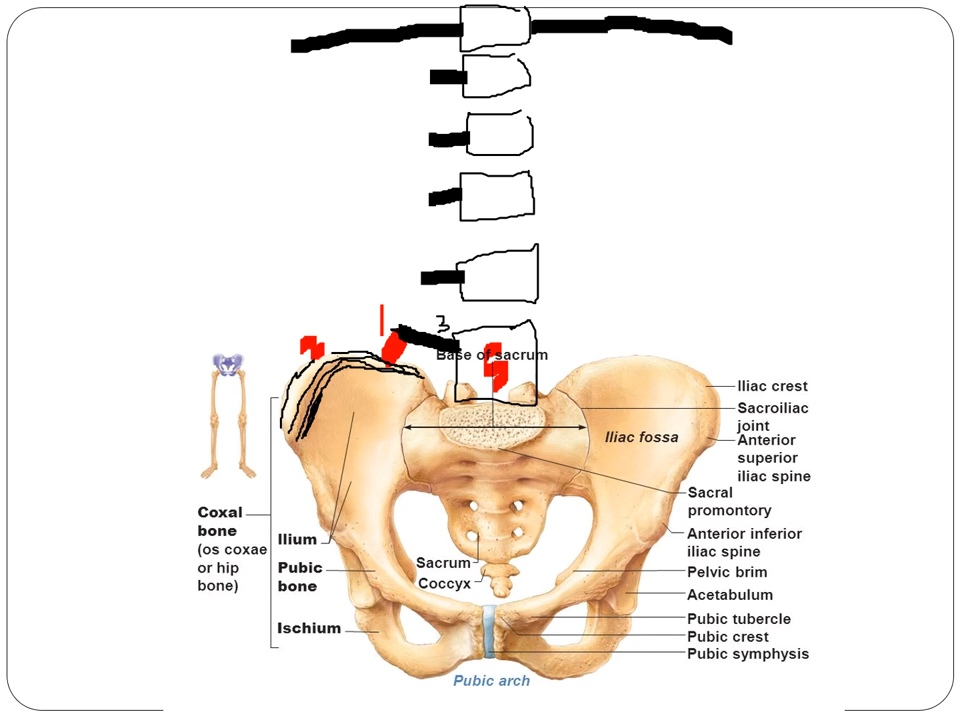 3
Base of sacrum
Iliac crest
Sacroiliac
joint
Iliac fossa
Anterior
superior
iliac spine
Sacral
promontory
Coxal
bone
(os coxae
or hip
bone)
Ilium
Anterior inferior
iliac spine
Sacrum
Pubic
bone
Pelvic brim
Coccyx
Acetabulum
Pubic tubercle
Ischium
Pubic crest
Pubic symphysis
Pubic arch